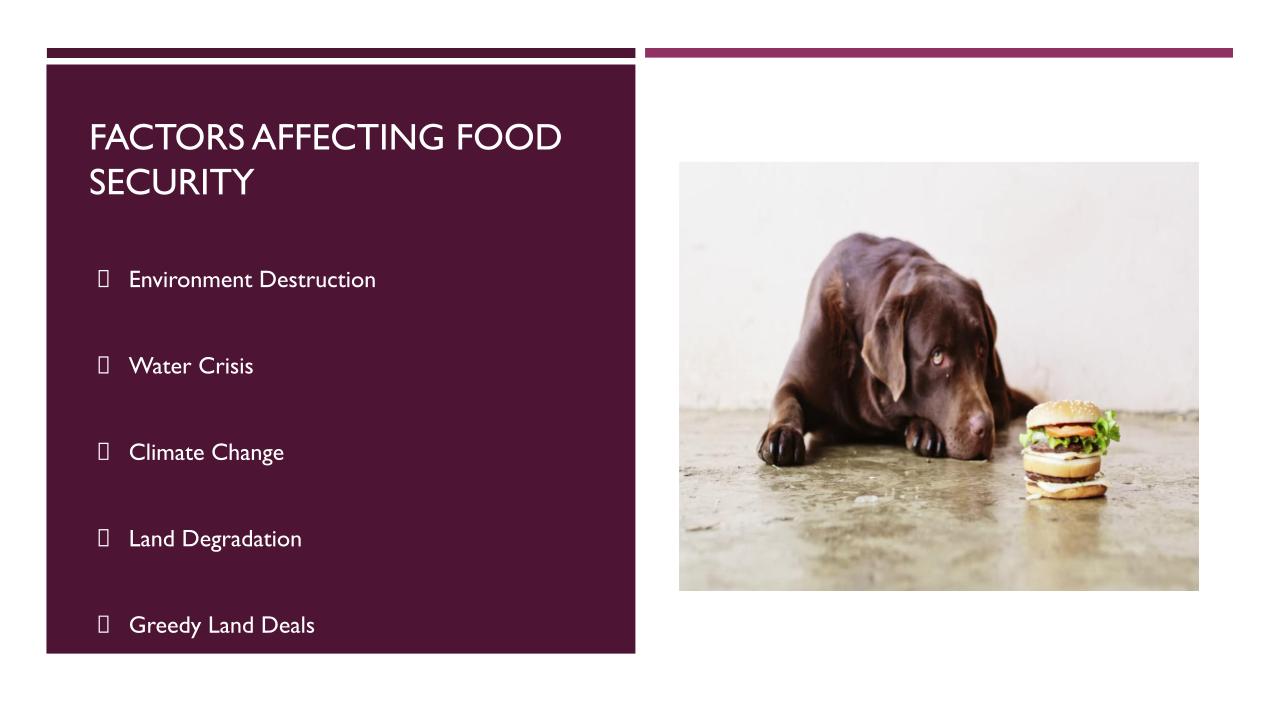 FACTORS AFFECTING FOOD
SECURITY
Environment Destruction
Water Crisis
Climate Change
Land Degradation
Greedy Land Deals